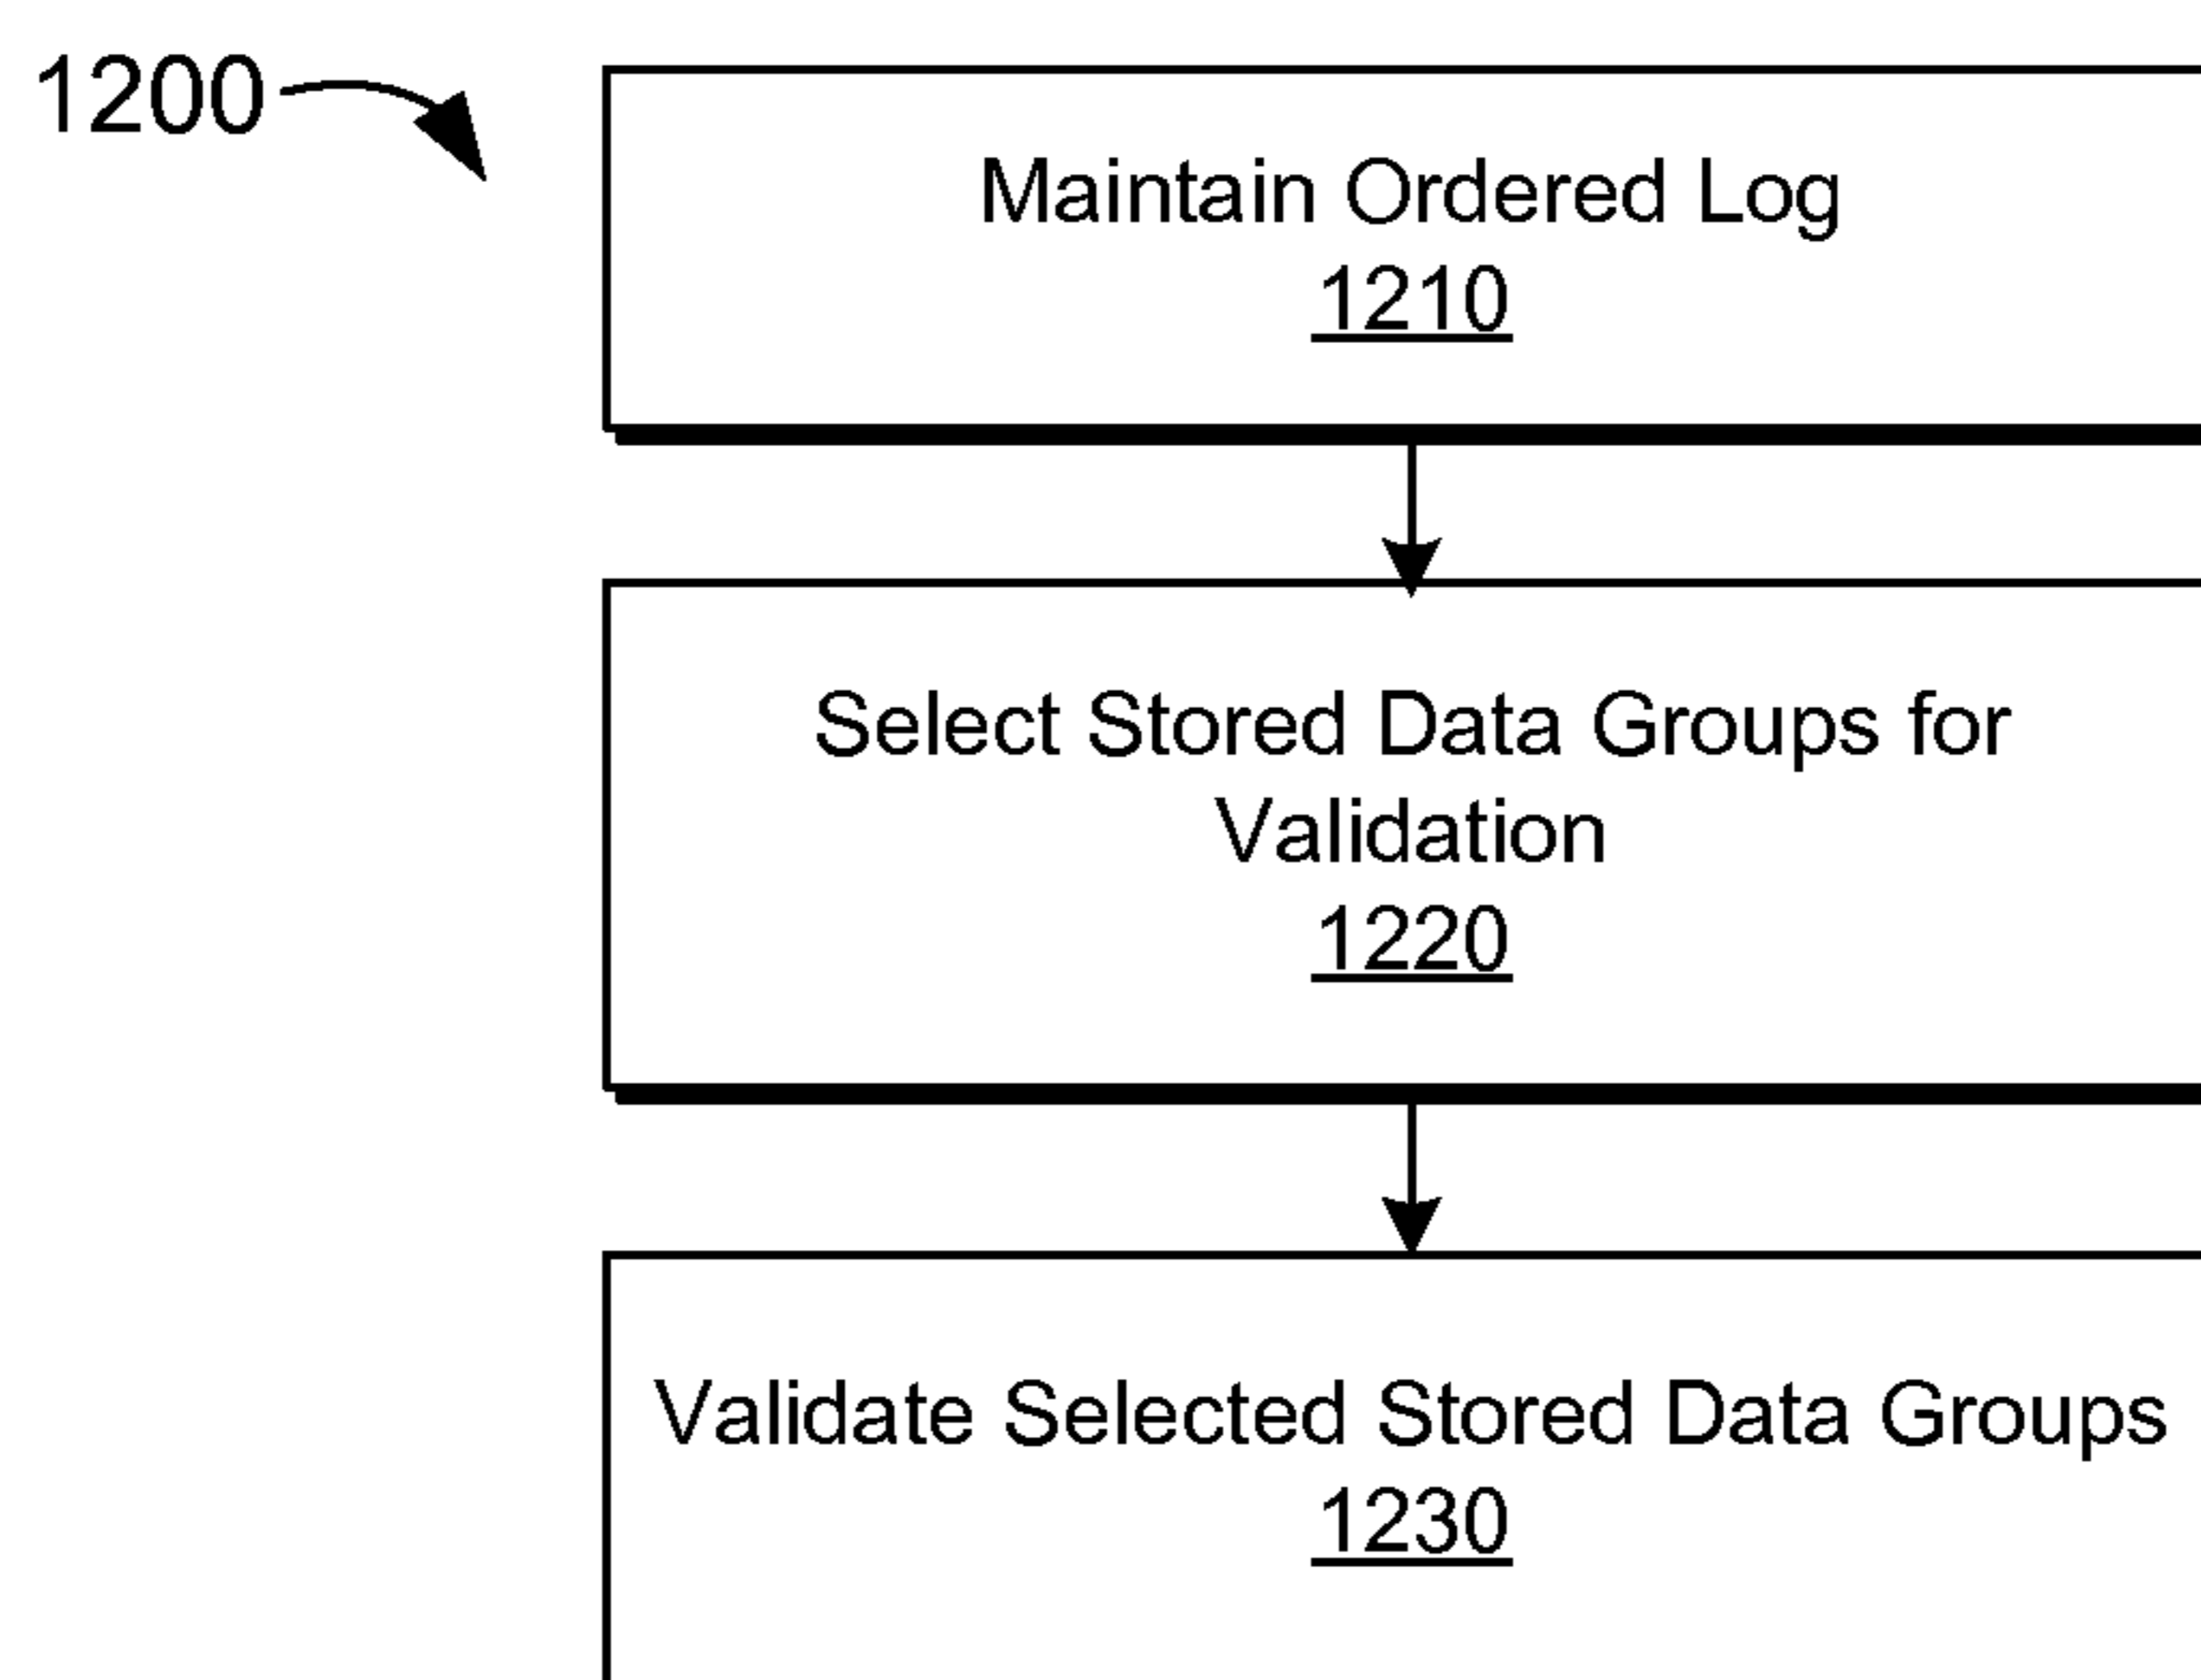 1200
Maintain Ordered Log
1210
Select Stored Data Groups for
Validation
1220
Validate Selected Stored Data Groups
1230